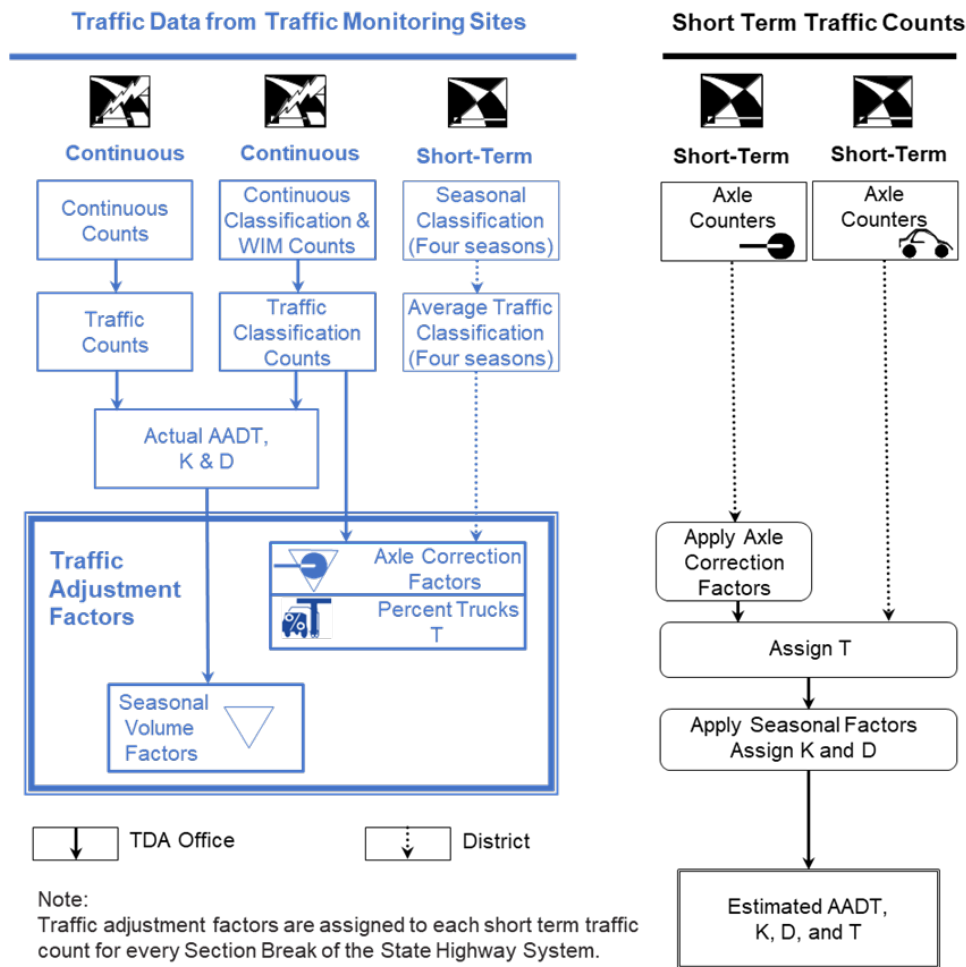 Traffic Data from Traffic Monitoring Sites
Short Term Traffic Counts
Continuous
Continuous
Short-Term
Short-Term
Short-Term
Continuous
Counts
Continuous
Classification &
WIM Counts
Seasonal
Classification
(Four seasons)
Axle
Counters
Axle
Counters
Traffic
Counts
Traffic
Classification
Counts
Average Traffic
Classification
(Four seasons)
Actual AADT,
K & D
Traffic
Adjustment
Factors
Axle Correction
Factors
T
Percent Trucks
T
Seasonal
Volume
Factors
Apply Axle
Correction
Factors
Assign T
Apply Seasonal Factors
Assign K and D
Estimated AADT,
K, D, and T
TDA Office
District
Note:
Traffic adjustment factors are assigned to each short term traffic
count for every Section Break of the State Highway System.